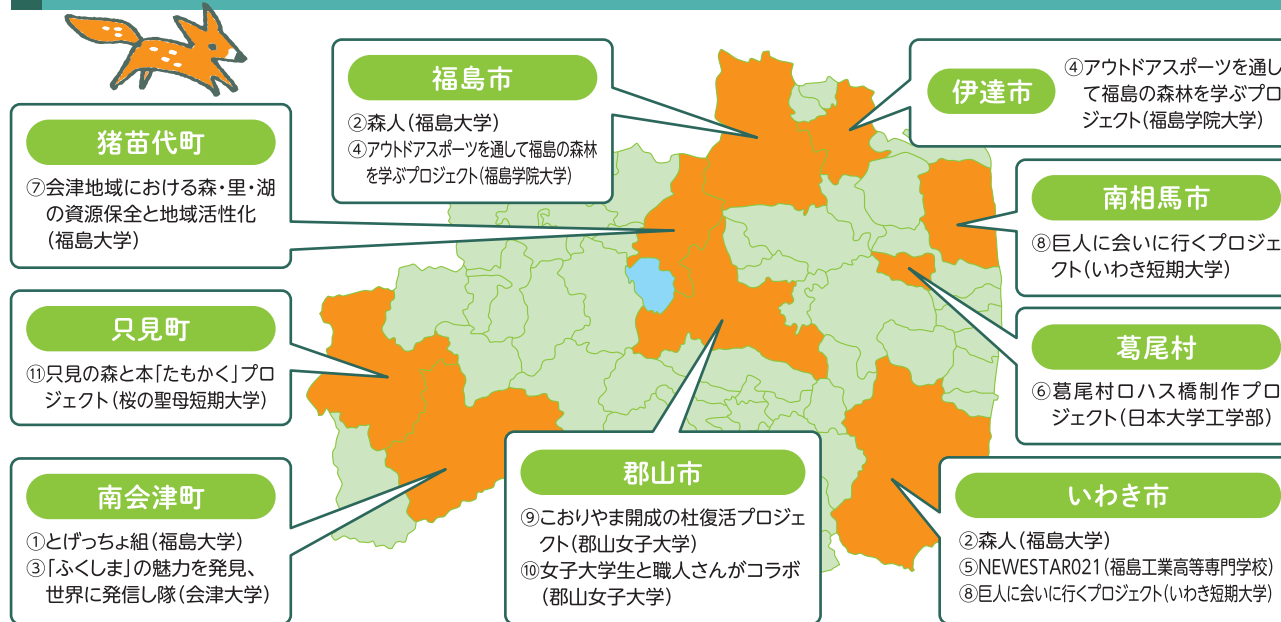 福島市
②森人(福島大学)
④アウトドアスポーツを通して福島の森林
を学ぶプロジェクト(福島学院大学)
伊達市
④アウトドアスポーツを通し
て福島の森林を学ぶプロ
ジェクト(福島学院大学)
猪苗代町
⑦会津地域における森・里・湖
の資源保全と地域活性化
(福島大学)
南相馬市
⑧巨人に会いに行くプロジェ
クト(いわき短期大学)
只見町
⑪只見の森と本「たもかく」プロ
ジェクト(桜の聖母短期大学)
葛尾村
⑥葛尾村ロハス橋制作プロ
ジェクト(日本大学工学部)
南会津町
①とげっちょ組(福島大学)
③「ふくしま」の魅力を発見、
世界に発信し隊(会津大学)
郡山市
⑨こおりやま開成の杜復活プロジェ
クト(郡山女子大学)
⑩女子大学生と職人さんがコラボ
(郡山女子大学)
いわき市
②森人(福島大学)
⑤NEWESTAR021(福島工業高等専門学校)
⑧巨人に会いに行くプロジェクト(いわき短期大学)